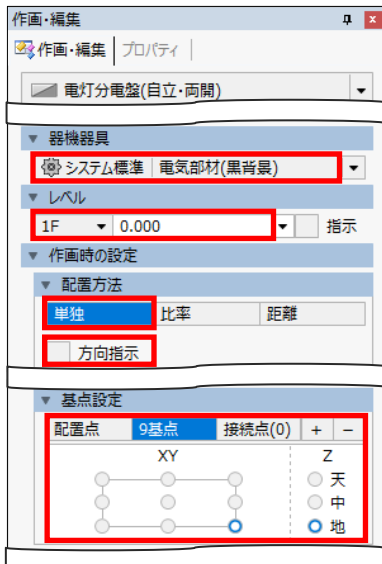 作画・編集
作画・編集 プロパティ
電灯分電盤(自立・両開)
器機器具
システム標準 電気部材(黒背景)
レベル
1F 0.000 指示
作画時の設定
配置方法
単独 比率 距離
方向指示
基点設定
配置点 9基点 接続点(0) + −
XY Z
天
中
地